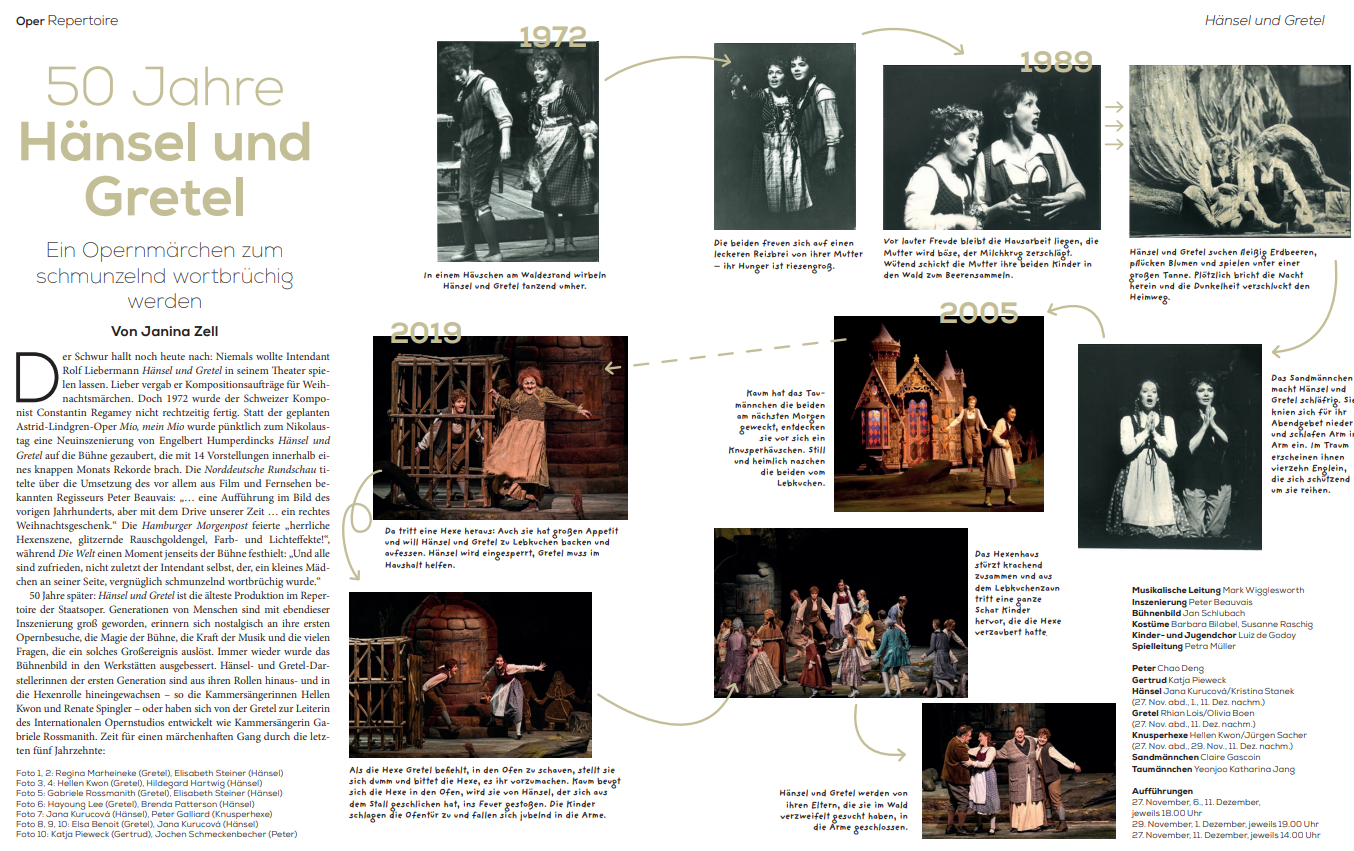 Oper Repertoire
Hänsel und Gretel
50 Jahre
Hänsel und
Gretel
Ein Opernmärchen zum
schmunzelnd wortbrüchig
werden
Von Janina Zell
Der Schwur hallt noch heute nach: Niemals wollte Intendant
Rolf Liebermann Hänsel und Gretel in seinem Theater spie-
len lassen. Lieber vergab er Kompositionsaufträge für Weih-
nachtsmärchen. Doch 1972 wurde der Schweizer Kompo-
nist Constantin Regamey nicht rechtzeitig fertig. Statt der geplanten
Astrid-Lindgren-Oper Mio, mein Mio wurde pünktlich zum Nikolaus-
tag eine Neuinszenierung von Engelbert Humperdincks Hänsel und
Gretel auf die Bühne gezaubert, die mit 14 Vorstellungen innerhalb ei-
nes knappen Monats Rekorde brach. Die Norddeutsche Rundschau ti-
telte über die Umsetzung des vor allem aus Film und Fernsehen be-
kannten Regisseurs Peter Beauvais: „… eine Aufführung im Bild des
vorigen Jahrhunderts, aber mit dem Drive unserer Zeit … ein rechtes
Weihnachtsgeschenk.“ Die Hamburger Morgenpost feierte „herrliche
Hexenszene, glitzernde Rauschgoldengel, Farb- und Lichteffekte!“,
während Die Welt einen Moment jenseits der Bühne festhielt: „Und alle
sind zufrieden, nicht zuletzt der Intendant selbst, der, ein kleines Mäd-
chen an seiner Seite, vergnüglich schmunzelnd wortbrüchig wurde.“
50 Jahre später: Hänsel und Gretel ist die älteste Produktion im Reper-
toire der Staatsoper. Generationen von Menschen sind mit ebendieser
Inszenierung groß geworden, erinnern sich nostalgisch an ihre ersten
Opernbesuche, die Magie der Bühne, die Kraft der Musik und die vielen
Fragen, die ein solches Großereignis auslöst. Immer wieder wurde das
Bühnenbild in den Werkstätten ausgebessert. Hänsel- und Gretel-Dar-
stellerinnen der ersten Generation sind aus ihren Rollen hinaus- und in
die Hexenrolle hineingewachsen – so die Kammersängerinnen Hellen
Kwon und Renate Spingler – oder haben sich von der Gretel zur Leiterin
des Internationalen Opernstudios entwickelt wie Kammersängerin Ga-
briele Rossmanith. Zeit für einen märchenhaften Gang durch die letz-
ten fünf Jahrzehnte:
Foto 1, 2: Regina Marheineke (Gretel), Elisabeth Steiner (Hänsel)
Foto 3, 4: Hellen Kwon (Gretel), Hildegard Hartwig (Hänsel)
Foto 5: Gabriele Rossmanith (Gretel), Elisabeth Steiner (Hänsel)
Foto 6: Hayoung Lee (Gretel), Brenda Patterson (Hänsel)
Foto 7: Jana Kurucová (Hänsel), Peter Galliard (Knusperhexe)
Foto 8, 9, 10: Elsa Benoit (Gretel), Jana Kurucová (Hänsel)
Foto 10: Katja Pieweck (Gertrud), Jochen Schmeckenbecher (Peter)
1972
In einem Häuschen am Waldesrand wirbeln
Hänsel und Gretel tanzend umher.
Die beiden freuen sich auf einen
leckeren Reisbrei von ihrer Mutter
– ihr Hunger ist riesengroß.
1989
Vor lauter Freude bleibt die Hausarbeit liegen, die
Mutter wird böse, der Milchkrug zerschlägt.
Wütend schickt die Mutter ihre beiden Kinder in
den Wald zum Beerensammeln.
Hänsel und Gretel suchen fleißig Erdbeeren,
pflücken Blumen und spielen unter einer
großen Tanne. Plötzlich bricht die Nacht
herein und die Dunkelheit verschluckt den
Heimweg.
Das Sandmännchen
macht Hänsel und
Gretel schläfrig. Sie
knien sich für ihr
Abendgebet nieder
und schlafen Arm in
Arm ein. Im Traum
erscheinen ihnen
vierzehn Englein,
die sich schützend
um sie reihen.
2005
Kaum hat das Tau-
männchen die beiden
am nächsten Morgen
geweckt, entdecken
sie vor sich ein
Knusperhäuschen. Still
und heimlich naschen
die beiden vom
Lebkuchen.
2019
Da tritt eine Hexe heraus: Auch sie hat großen Appetit
und will Hänsel und Gretel zu Lebkuchen backen und
aufessen. Hänsel wird eingesperrt, Gretel muss im
Haushalt helfen.
Als die Hexe Gretel befiehlt, in den Ofen zu schauen, stellt sie
sich dumm und bittet die Hexe, es ihr vorzumachen. Kaum beugt
sich die Hexe in den Ofen, wird sie von Hänsel, der sich aus
dem Stall geschlichen hat, ins Feuer gestoßen. Die Kinder
schlagen die Ofentür zu und fallen sich jubelnd in die Arme.
Das Hexenhaus
stürzt krachend
zusammen und aus
dem Lebkuchenzaun
tritt eine ganze
Schar Kinder
hervor, die die Hexe
verzaubert hatte.
Hänsel und Gretel werden von
ihren Eltern, die sie im Wald
verzweifelt gesucht haben, in
die Arme geschlossen.
Musikalische Leitung Mark Wigglesworth
Inszenierung Peter Beauvais
Bühnenbild Jan Schlubach
Kostüme Barbara Bilabel, Susanne Raschig
Kinder- und Jugendchor Luiz de Godoy
Spielleitung Petra Müller
Peter Chao Deng
Gertrud Katja Pieweck
Hänsel Jana Kurucová/Kristina Stanek
(27. Nov. abd., 1., 11. Dez. nachm.)
Gretel Rhian Lois/Olivia Boen
(27. Nov. abd., 11. Dez. nachm.)
Knusperhexe Hellen Kwon/Jürgen Sacher
(27. Nov. abd., 29. Nov., 11. Dez. nachm.)
Sandmännchen Claire Gascoin
Taumännchen Yeonjoo Katharina Jang
Aufführungen
27. November, 6., 11. Dezember,
jeweils 18.00 Uhr
29. November, 1. Dezember, jeweils 19.00 Uhr
27. November, 11. Dezember, jeweils 14.00 Uhr